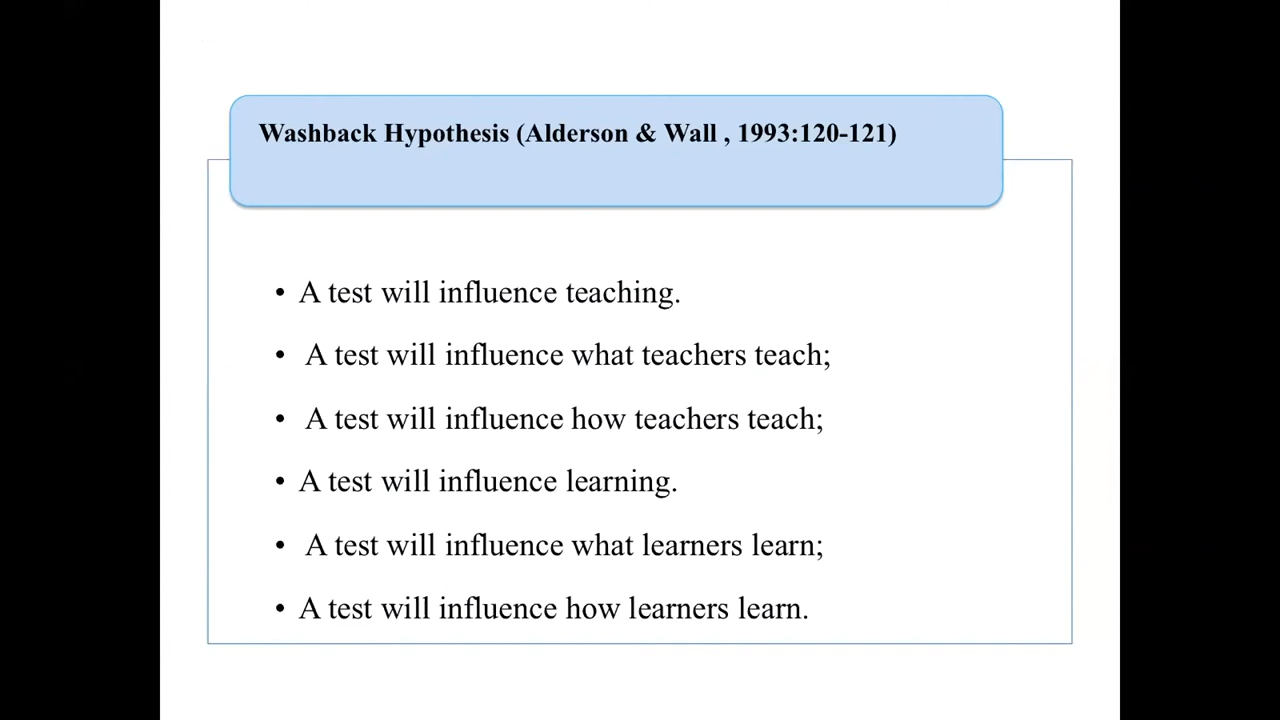 Washback Hypothesis (Alderson & Wall , 1993:120-121)
• A test will influence teaching.
• A test will influence what teachers teach;
• A test will influence how teachers teach;
• A test will influence learning.
• A test will influence what learners learn;
• A test will influence how learners learn.